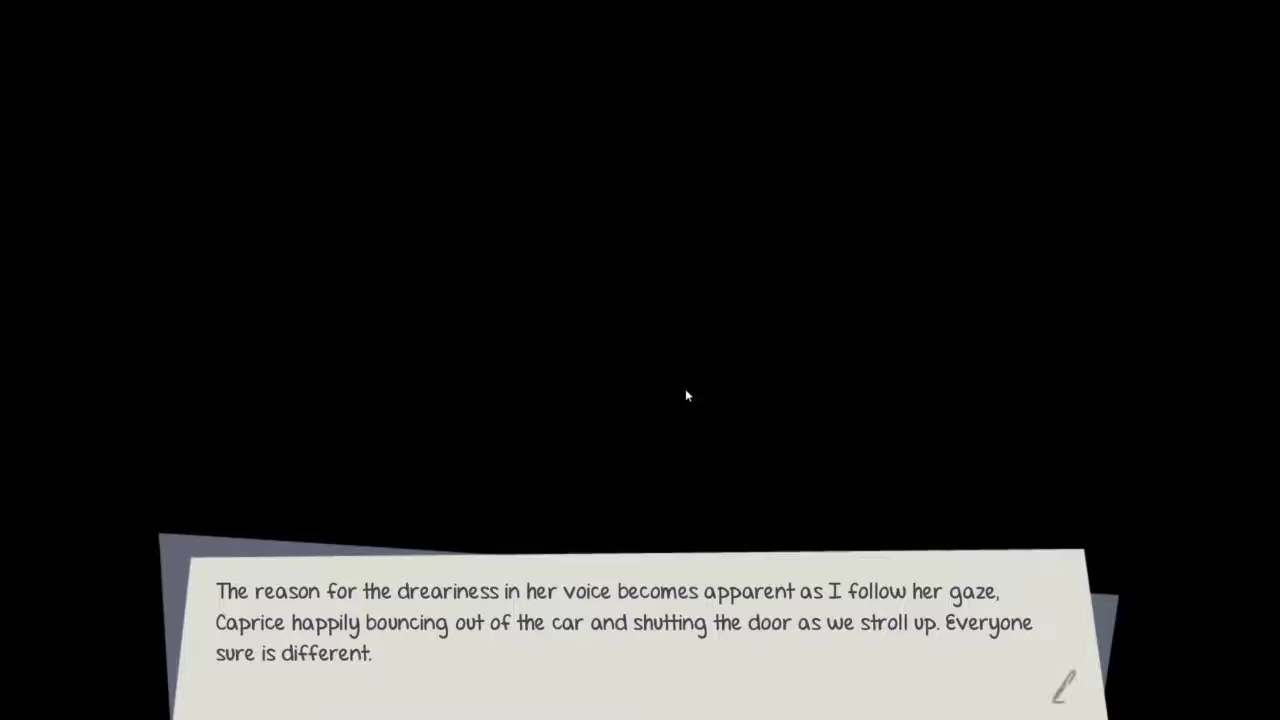 The reason for the dreariness in her voice becomes apparent as I follow her gaze,
Caprice happily bouncing out of the car and shutting the door as we stroll up. Everyone
sure is different.